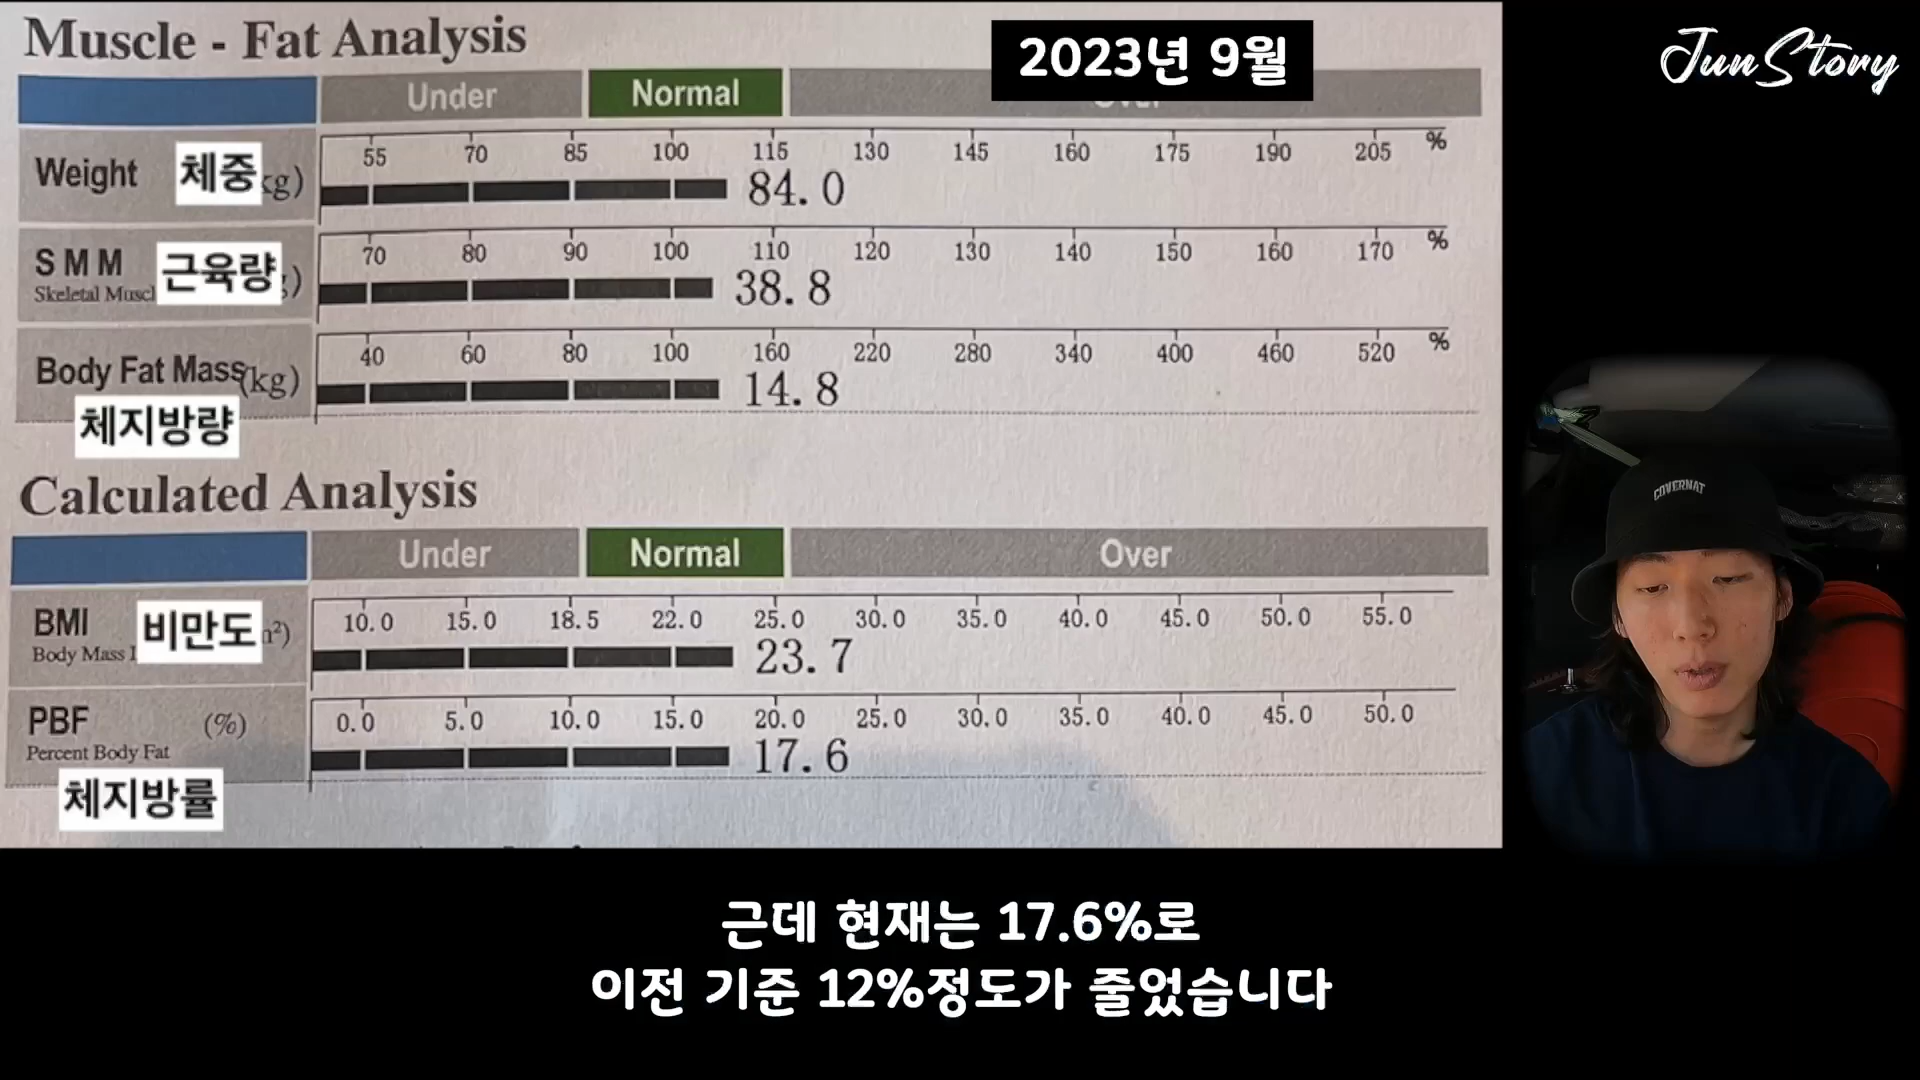 Muscle - Fat Analysis
2023년 9월
JunStory
Under Normal
Weight 체중 kg)
55 70 85 100 115 130 145 160 175 190 205 %
84.0
SMM 근육량 )
Skeletal Muscl
70 80 90 100 110 120 130 140 150 160 170 %
38.8
Body Fat Mass (kg)
체지방량
40 60 80 100 160 220 280 340 400 460 520 %
14.8
Calculated Analysis
Under Normal Over
BMI 비만도
Body Mass I
10.0 15.0 18.5 22.0 25.0 30.0 35.0 40.0 45.0 50.0 55.0
23.7
PBF (%)
Percent Body Fat
체지방률
0.0 5.0 10.0 15.0 20.0 25.0 30.0 35.0 40.0 45.0 50.0
17.6
COVERNAT
근데 현재는 17.6%로
이전 기준 12%정도가 줄었습니다